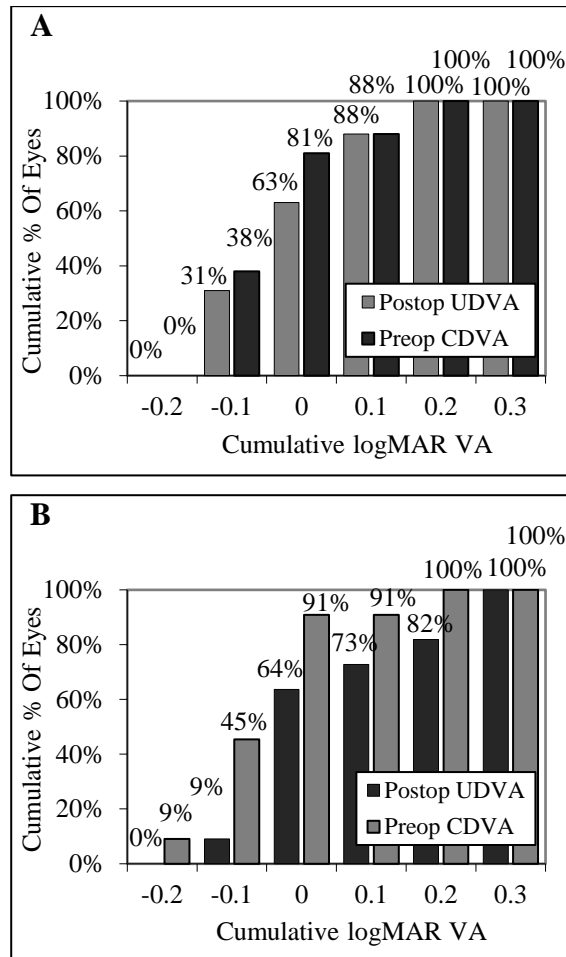 A
100% 100%
88% 100% 100%
100% 88%
81%
80%
63%
60%
38%
40% 31%
20% 0%
0%
0%
Postop UDVA
Preop CDVA
Cumulative % Of Eyes
-0.2 -0.1 0 0.1 0.2 0.3
Cumulative logMAR VA
B
100%
100% 100%
100%
91% 91%
82%
80% 73%
64%
60%
45%
40%
20% 9%
9%
0%
0%
Postop UDVA
Preop CDVA
Cumulative % Of Eyes
-0.2 -0.1 0 0.1 0.2 0.3
Cumulative logMAR VA